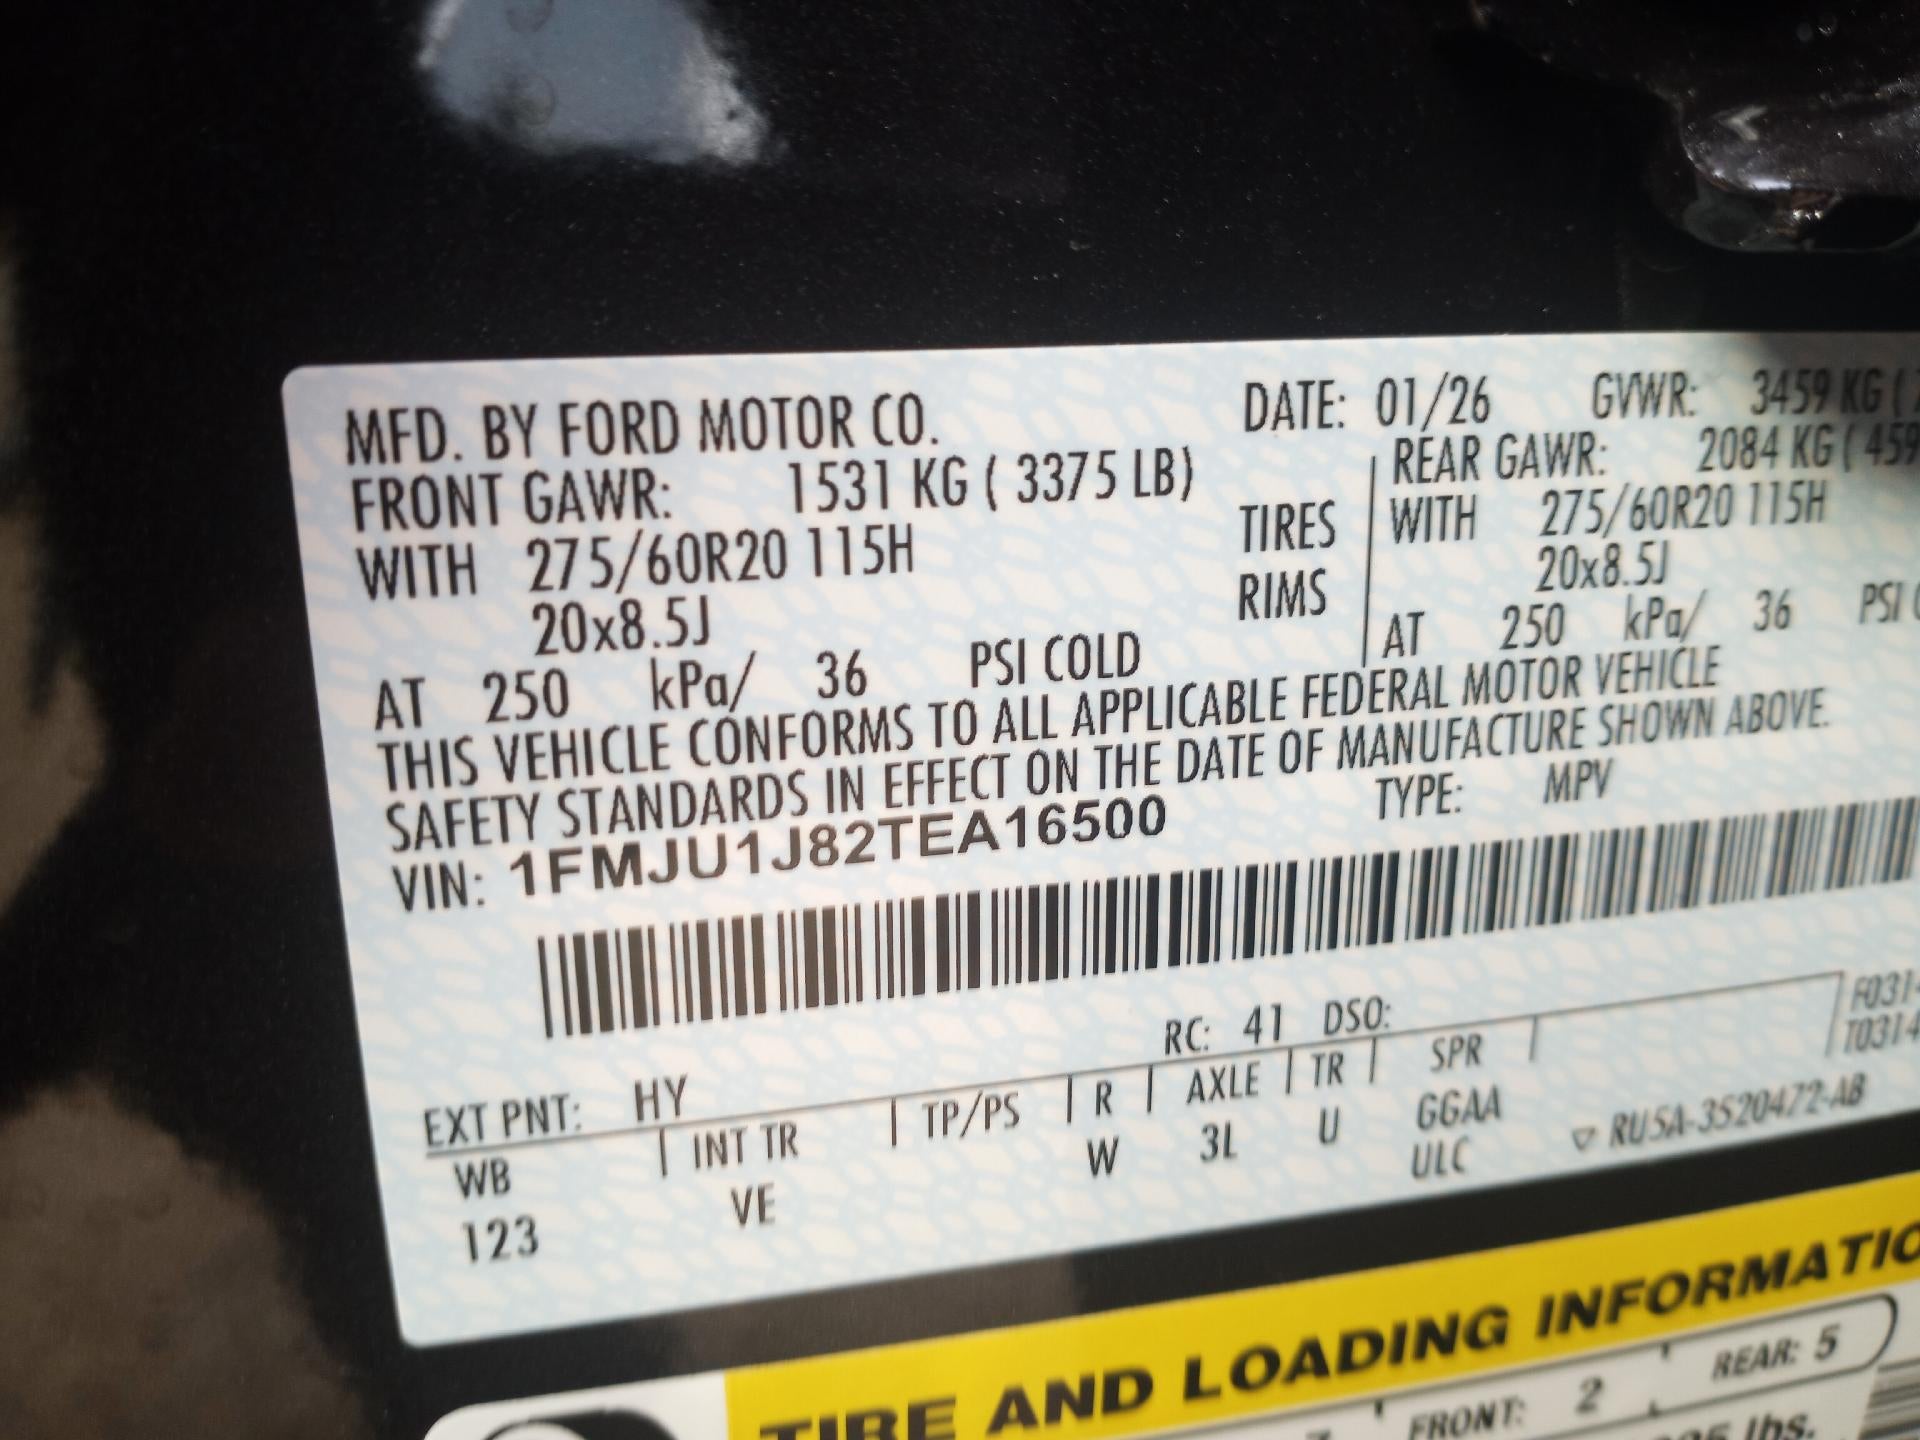 MFD. BY FORD MOTOR CO. DATE: 01/26 GVWR: 3459 KG (
FRONT GAWR: 1531 KG ( 3375 LB) REAR GAWR: 2084 KG ( 459
WITH 275/60R20 115H TIRES WITH 275/60R20 115H
20x8.5J RIMS 20x8.5J
AT 250 kPa/ 36 PSI COLD AT 250 kPa/ 36 PSI
THIS VEHICLE CONFORMS TO ALL APPLICABLE FEDERAL MOTOR VEHICLE
SAFETY STANDARDS IN EFFECT ON THE DATE OF MANUFACTURE SHOWN ABOVE.
VIN: 1FMJU1J82TEA16500 TYPE: MPV
F0314
T0314
RC: 41 DSO:
EXT PNT: HY
WB INT TR TP/PS R AXLE TR SPR
123 VE W 3L U GGAA
ULC ▽ RU5A-3520472-AB
TIRE AND LOADING INFORMATIO
FRONT: 2 REAR: 5
lbs.